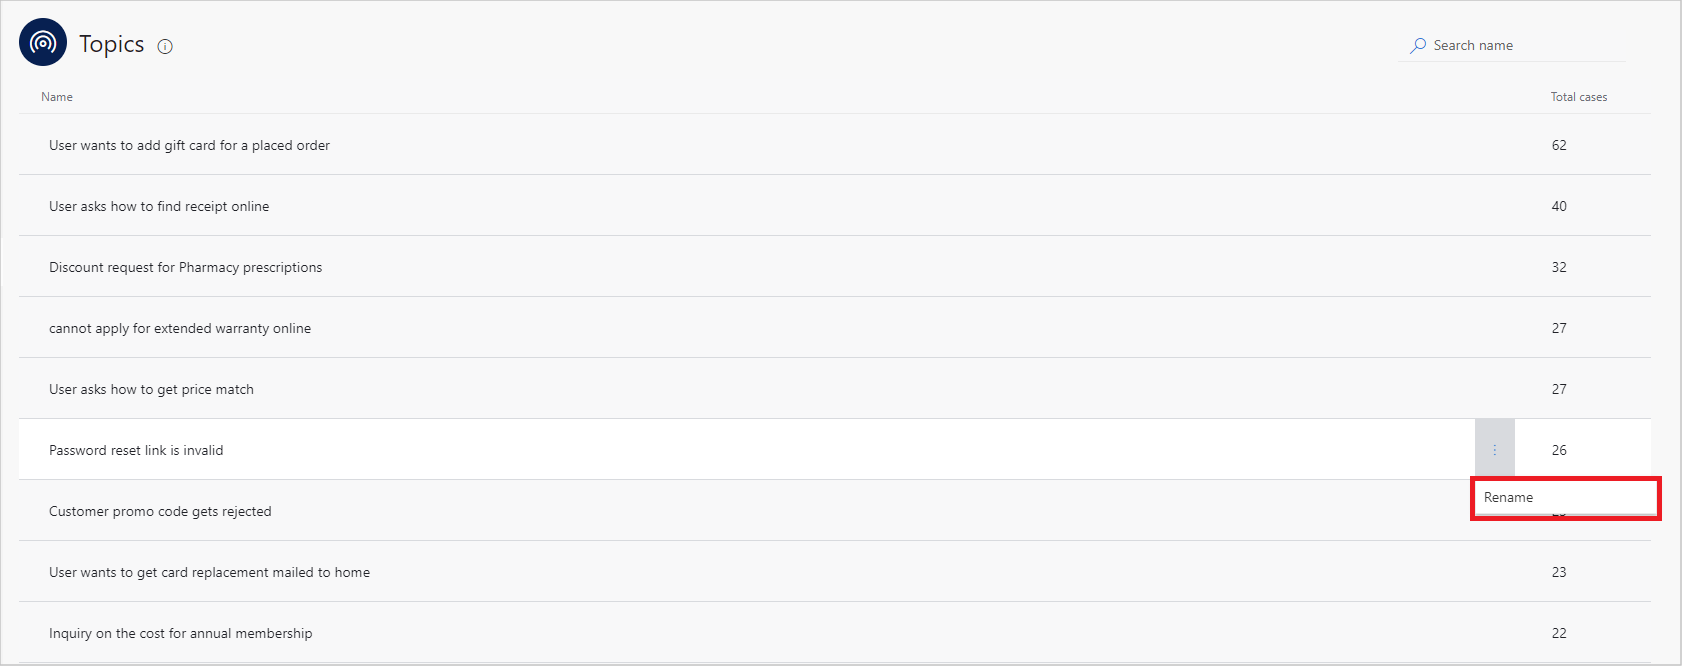 Topics
Search name
Name Total cases
User wants to add gift card for a placed order 62
User asks how to find receipt online 40
Discount request for Pharmacy prescriptions 32
cannot apply for extended warranty online 27
User asks how to get price match 27
Password reset link is invalid 26
Rename
Customer promo code gets rejected
User wants to get card replacement mailed to home 23
Inquiry on the cost for annual membership 22